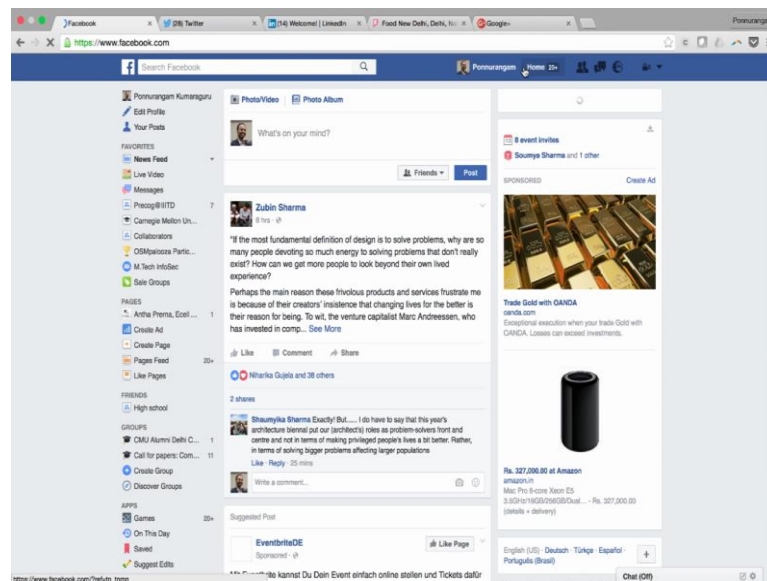 Facebook
(28) Twitter
(14) Welcome! | LinkedIn
Food New Delhi, Delhi,
Google+
Ponnurang
https://www.facebook.com
Search Facebook
Ponnurangam
Home 20+
Ponnurangam Kumaraguru
Edit Profile
Your Posts
FAVORITES
News Feed
Live Video
Messages
Precog@IIITD 7
Carnegie Mellon Un...
Collaborators
OSMpalooza Partic...
M.Tech InfoSec
Sale Groups
PAGES
Antha Prerna, Ecell ... 1
Create Ad
Create Page
Pages Feed 20+
Like Pages
FRIENDS
High school
GROUPS
CMU Alumni Delhi C... 1
Call for papers: Com... 11
Create Group
Discover Groups
APPS
Games 20+
On This Day
Saved
Suggest Edits
https://www.facebook.com/?ref=tn_tnmn
Photo/Video
Photo Album
What's on your mind?
Friends
Post
Zubin Sharma
8 hrs
"If the most fundamental definition of design is to solve problems, why are so
many people devoting so much energy to solving problems that don't really
exist? How can we get more people to look beyond their own lived
experience?
Perhaps the main reason these frivolous products and services frustrate me
is because of their creators' insistence that changing lives for the better is
their reason for being. To wit, the venture capitalist Marc Andreessen, who
has invested in comp... See More
Like Comment Share
Niharika Gujela and 38 others
2 shares
Shaumyika Sharma Exactly! But..... I do have to say that this year's
architecture biennal put our (architect's) roles as problem-solvers front and
centre and not in terms of making privileged people's lives a bit better. Rather,
in terms of solving bigger problems affecting larger populations
Like · Reply · 25 mins
Write a comment...
Suggested Post
EventbriteDE
Sponsored
Like Page
Mit Eventbrite kannst Du Dein Event einfach online stellen und Tickets dafür
8 event invites
Soumya Sharma and 1 other
SPONSORED
Create Ad
Trade Gold with OANDA
oanda.com
Exceptional execution when your trade Gold with
OANDA. Losses can exceed investments.
Rs. 327,000.00 at Amazon
amazon.in
Mac Pro 6-core Xeon E5
3.5GHz/16GB/256GB/Dual... - Rs. 327,000.00
(details + delivery)
English (US) · Deutsch · Türkçe · Español ·
Português (Brasil)
Chat (Off)